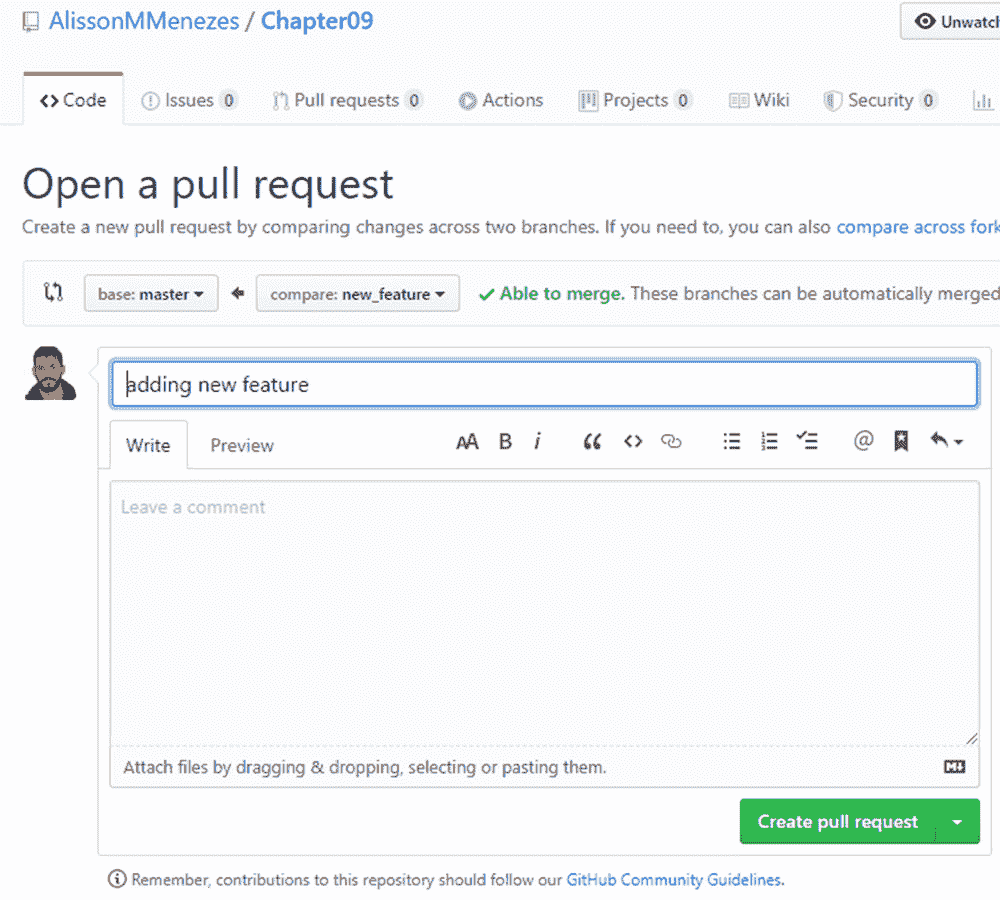 AlissonMMenezes / Chapter09
Unwatch
Code Issues 0 Pull requests 0 Actions Projects 0 Wiki Security 0
Open a pull request
Create a new pull request by comparing changes across two branches. If you need to, you can also compare across fork
base: master compare: new_feature Able to merge. These branches can be automatically merged
adding new feature
Write Preview AA B i
Leave a comment
Attach files by dragging & dropping, selecting or pasting them.
Create pull request
Remember, contributions to this repository should follow our GitHub Community Guidelines.